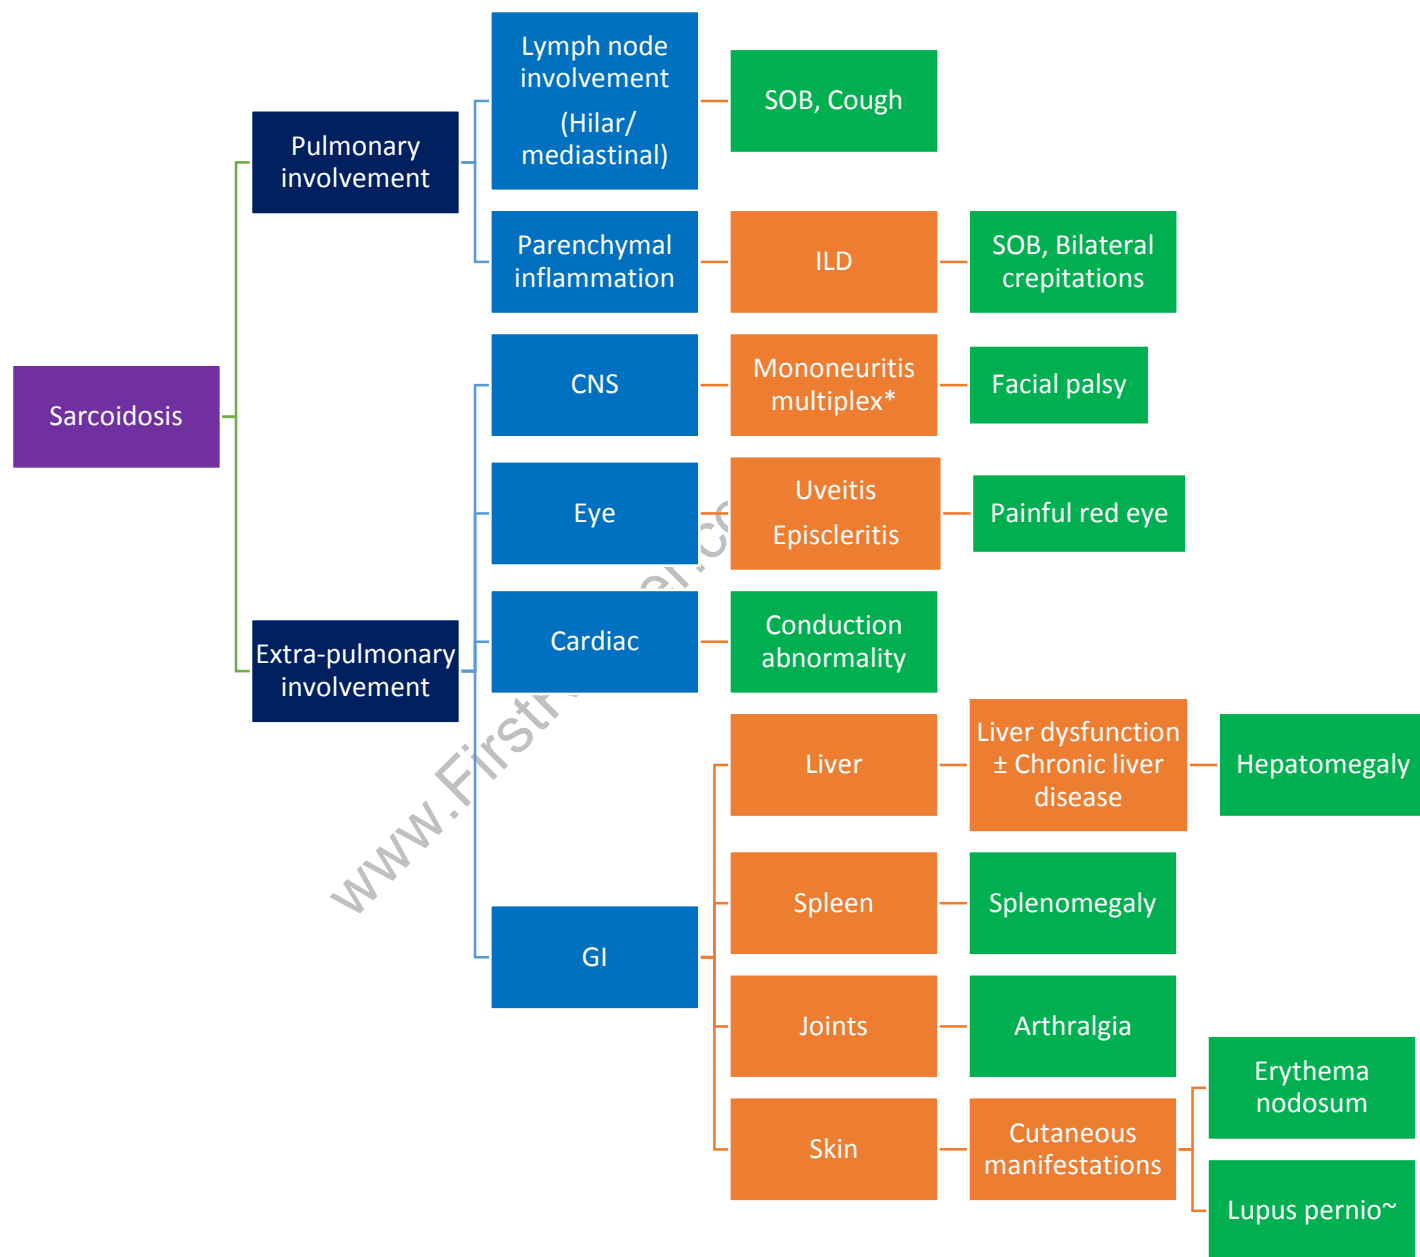 Lymph node
involvement
(Hilar/
mediastinal)
SOB, Cough
Pulmonary
involvement
Parenchymal
inflammation
ILD
SOB, Bilateral
crepitations
Sarcoidosis
CNS
Mononeuritis
multiplex*
Facial palsy
Eye
Uveitis
Episcleritis
Painful red eye
Extra-pulmonary
involvement
Cardiac
Conduction
abnormality
Liver
Liver dysfunction
± Chronic liver
disease
Hepatomegaly
Spleen
Splenomegaly
GI
Joints
Arthralgia
Skin
Cutaneous
manifestations
Erythema
nodosum
Lupus pernio~